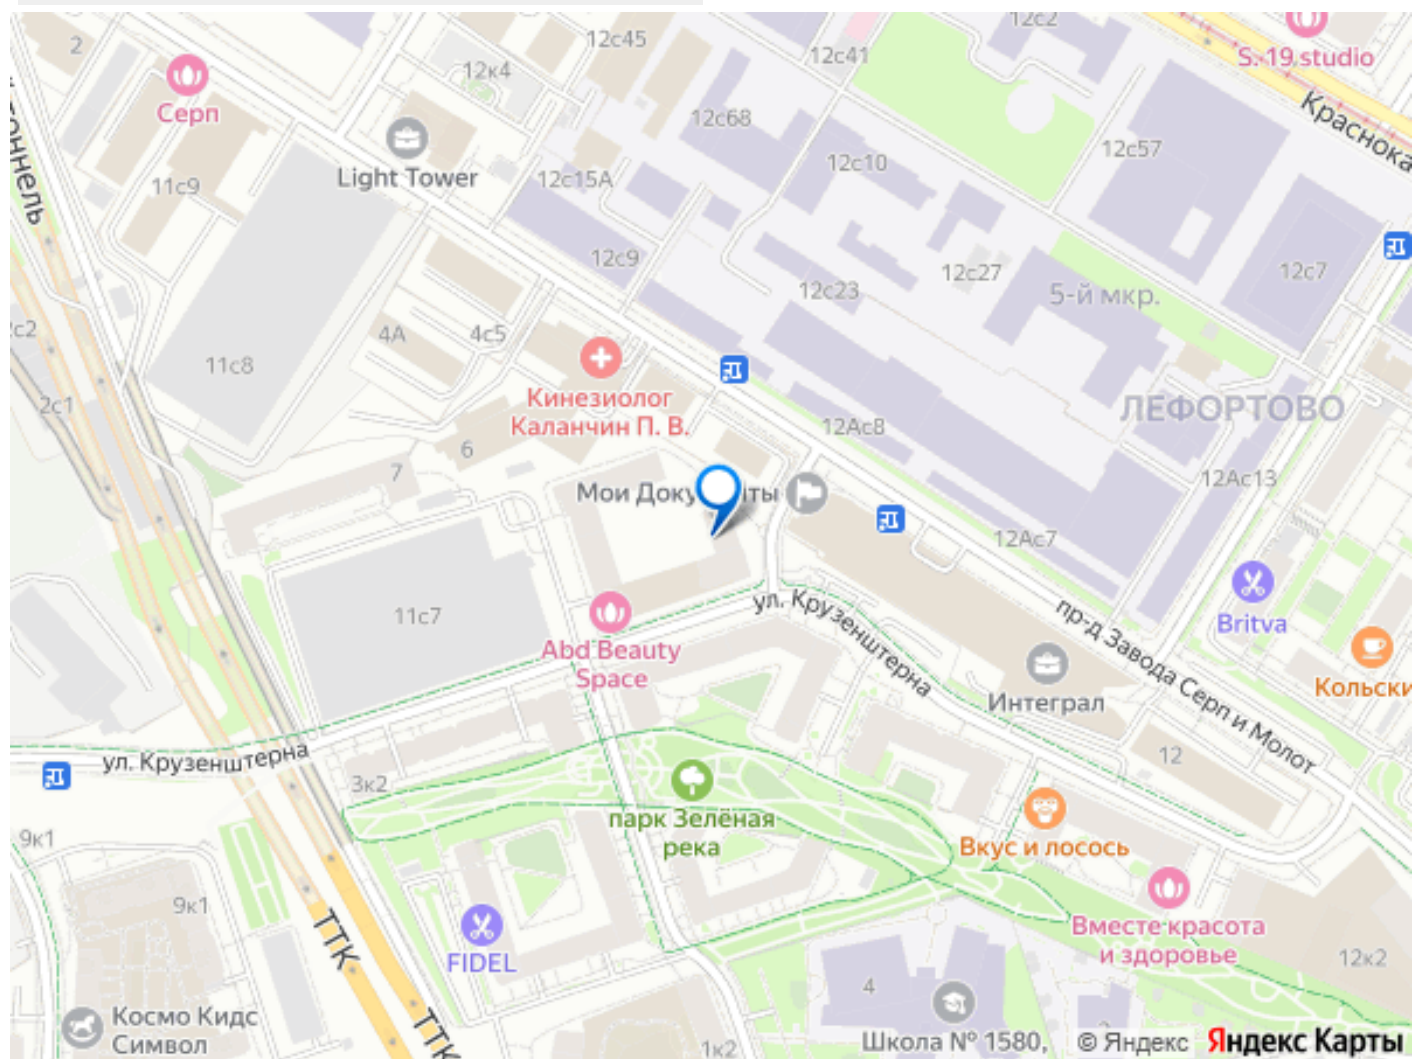 2
12с45
12с2
S. 19 studio
12к4
12с41
Серп
12с68
Краснока
12с57
Light Tower
12с15А
12с10
11с9
12с9
12с27
12с7
12с23
5-й мкр.
4А
4с5
11с8
2с1
Кинезиолог
Каланчин П. В.
12Ас8
ЛЕФОРТОВО
6
7
12Ас13
12Ас7
11с7
ул. Крузенштерна
Abd Beauty
Space
пр-д Завода Серп и Молот
Britva
Интеграл
Кольски
12
ул. Крузенштерна
3к2
парк Зелёная
река
Вкус и лосось
9к1
9к1
ТТК
FIDEL
Вместе красота
и здоровье
12к2
4
Космо Кидс
Символ
ТТК
1к2
Школа № 1580,
© Яндекс
Яндекс Карты